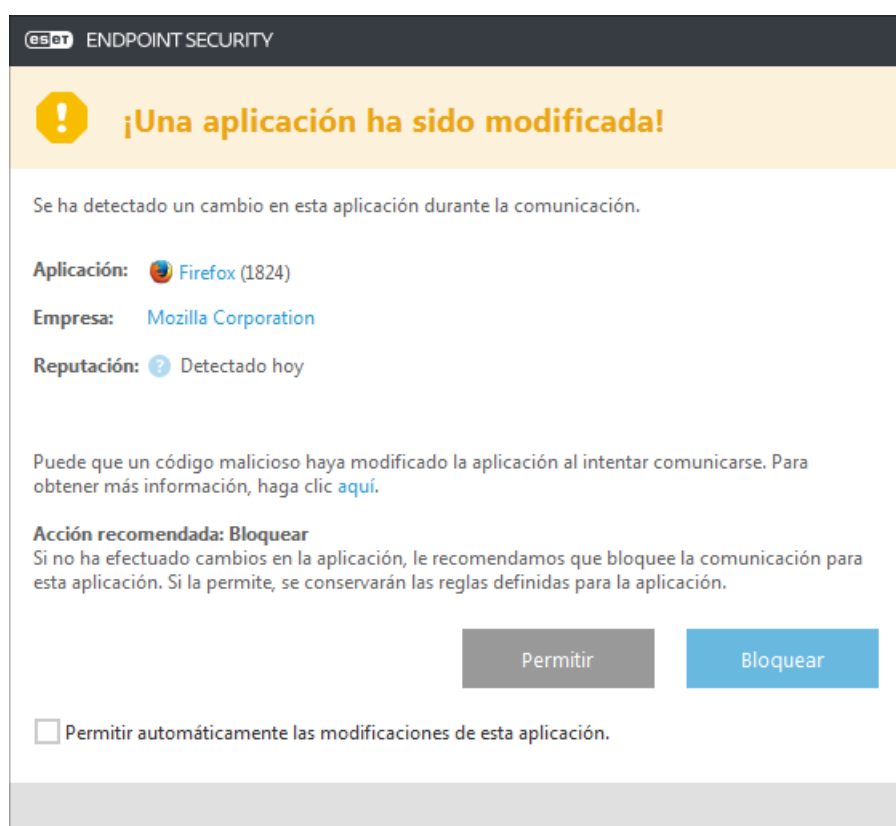 eseT ENDPOINT SECURITY
¡Una aplicación ha sido modificada!
Se ha detectado un cambio en esta aplicación durante la comunicación.
Aplicación: Firefox (1824)
Empresa: Mozilla Corporation
Reputación: ? Detectado hoy
Puede que un código malicioso haya modificado la aplicación al intentar comunicarse. Para
obtener más información, haga clic aquí.
Acción recomendada: Bloquear
Si no ha efectuado cambios en la aplicación, le recomendamos que bloquee la comunicación para
esta aplicación. Si la permite, se conservarán las reglas definidas para la aplicación.
Permitir Bloquear
Permitir automáticamente las modificaciones de esta aplicación.